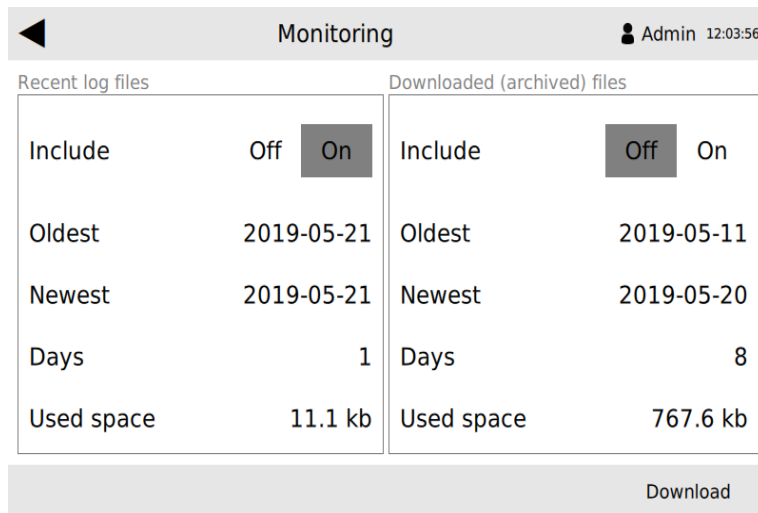 Monitoring Admin 12:03:56
Recent log files
Include Off On
Oldest 2019-05-21
Newest 2019-05-21
Days 1
Used space 11.1 kb
Downloaded (archived) files
Include Off On
Oldest 2019-05-11
Newest 2019-05-20
Days 8
Used space 767.6 kb
Download